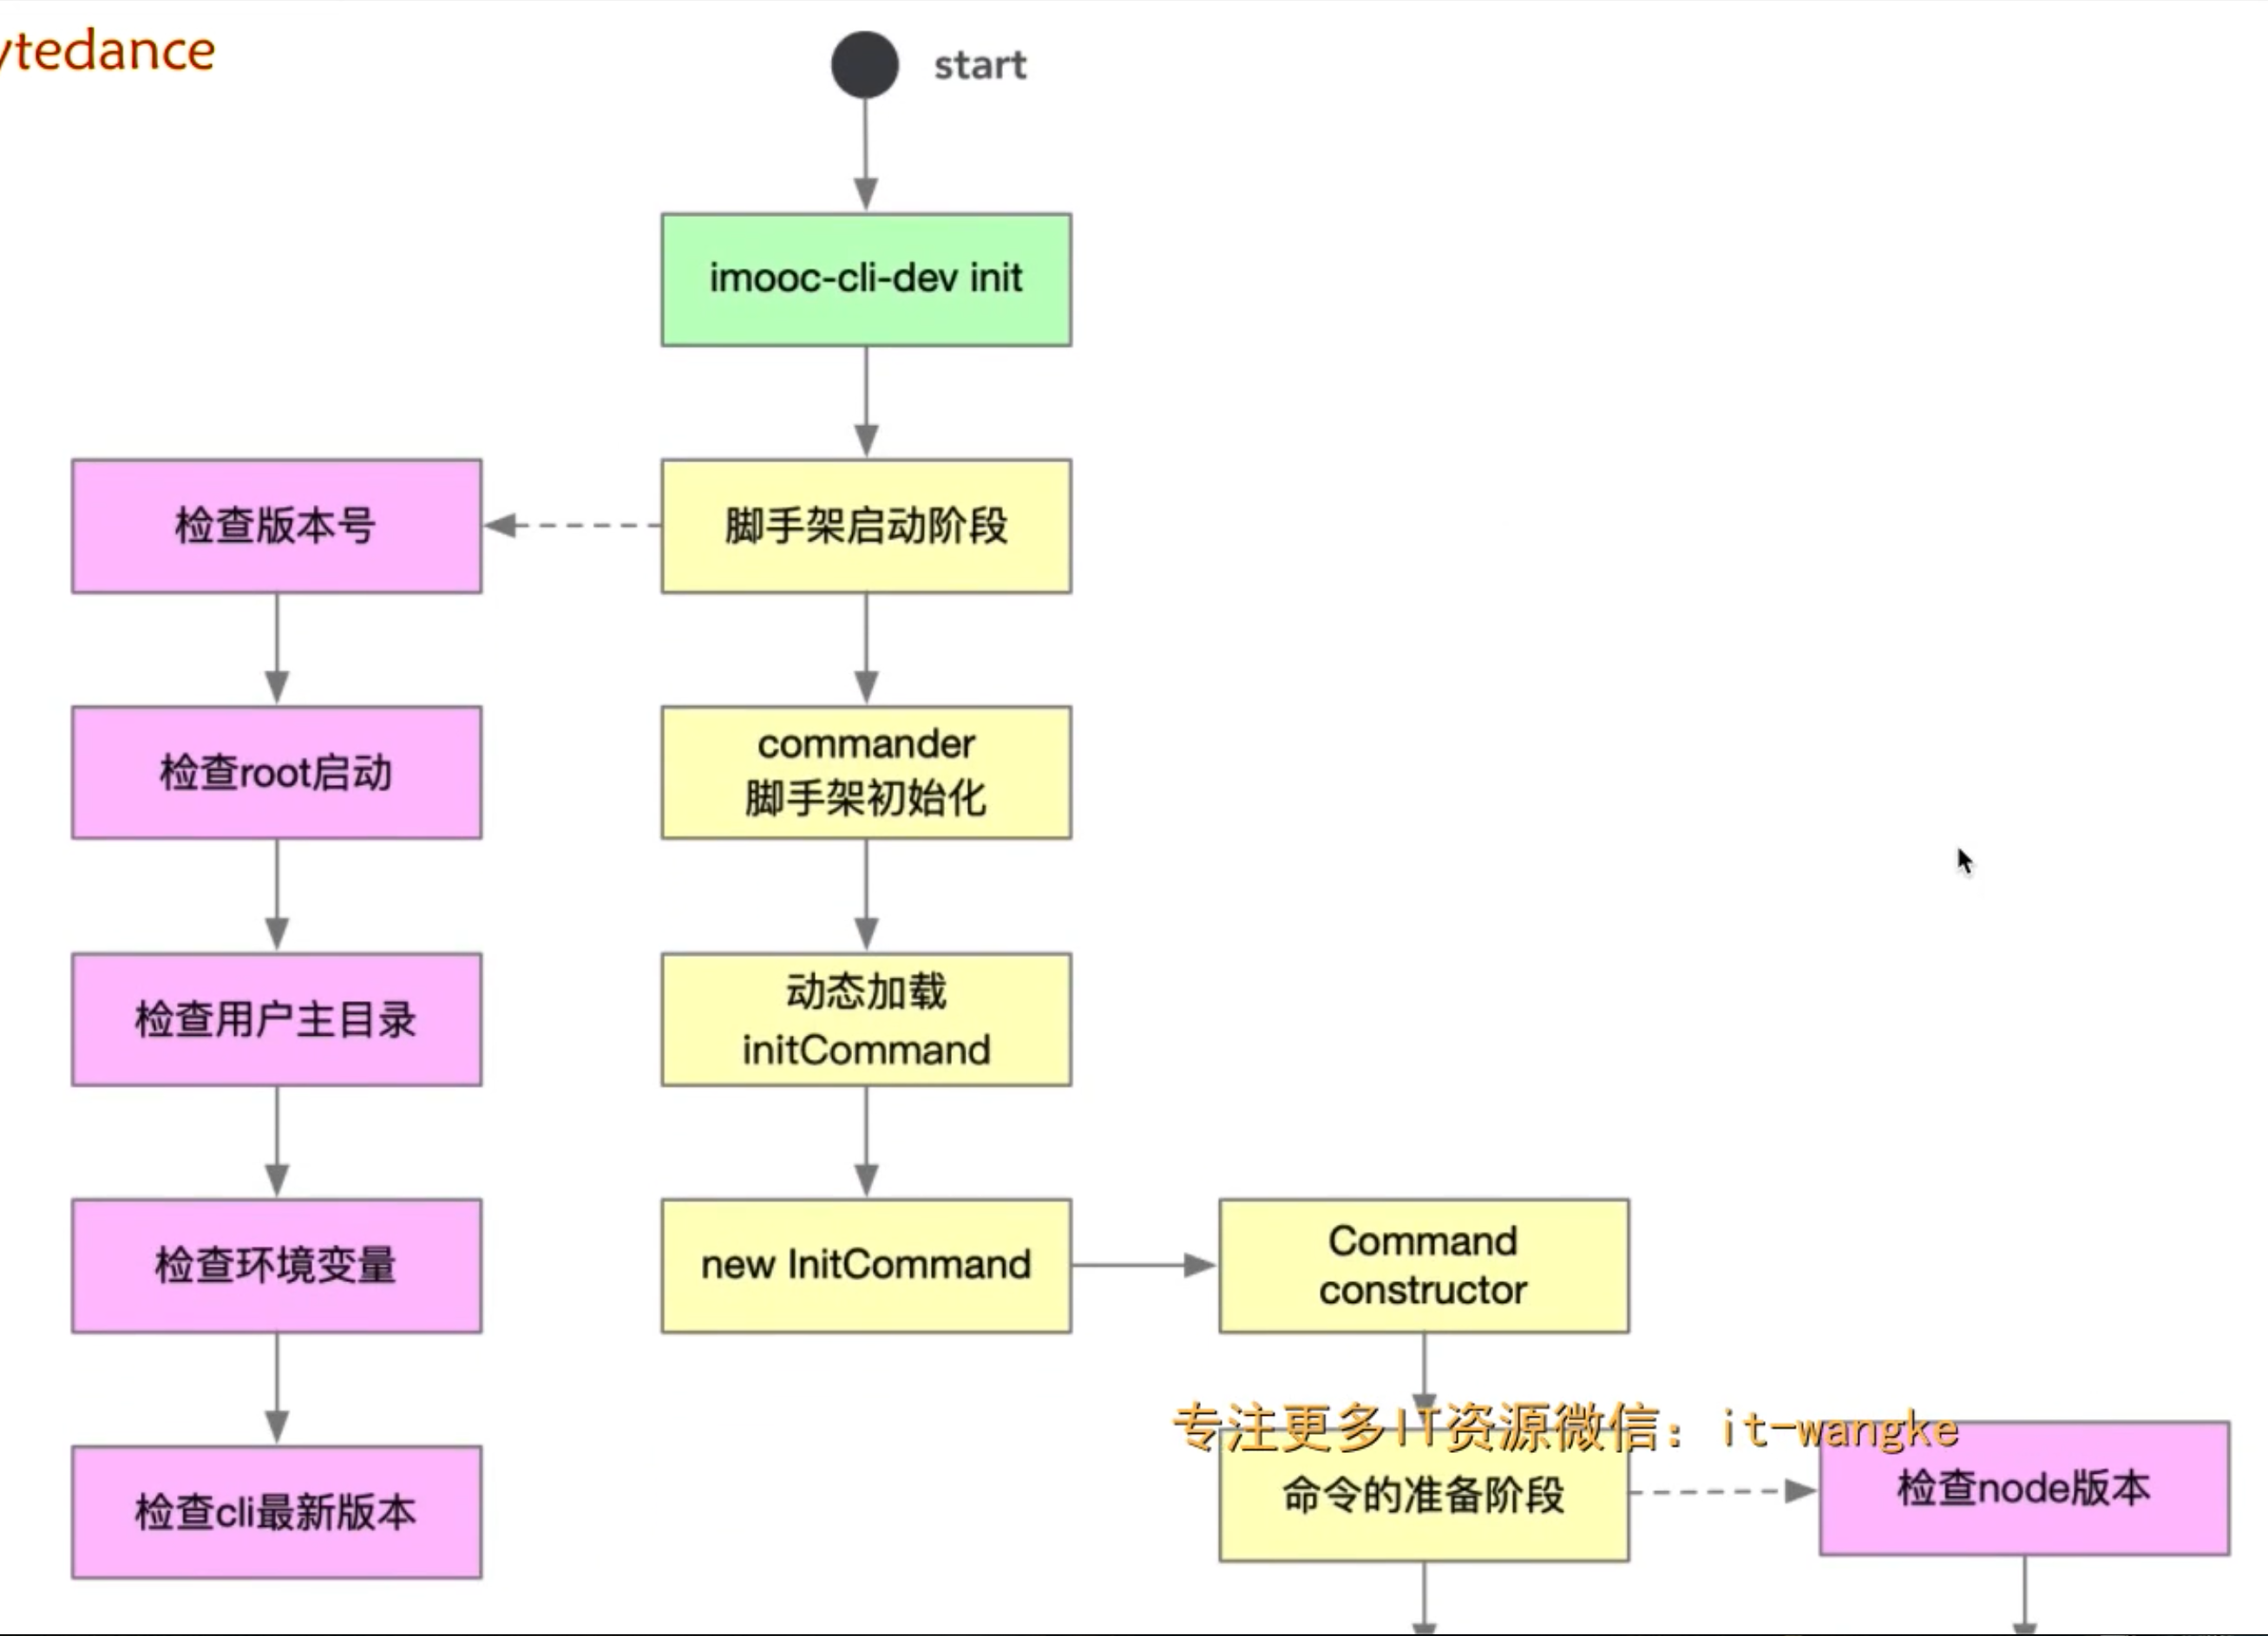 ytedance
start
imooc-cli-dev init
检查版本号
脚手架启动阶段
检查root启动
commander
脚手架初始化
检查用户主目录
动态加载
initCommand
检查环境变量
new InitCommand
Command
constructor
专注更多IT资源微信：it-wangke
检查cli最新版本
命令的准备阶段
检查node版本